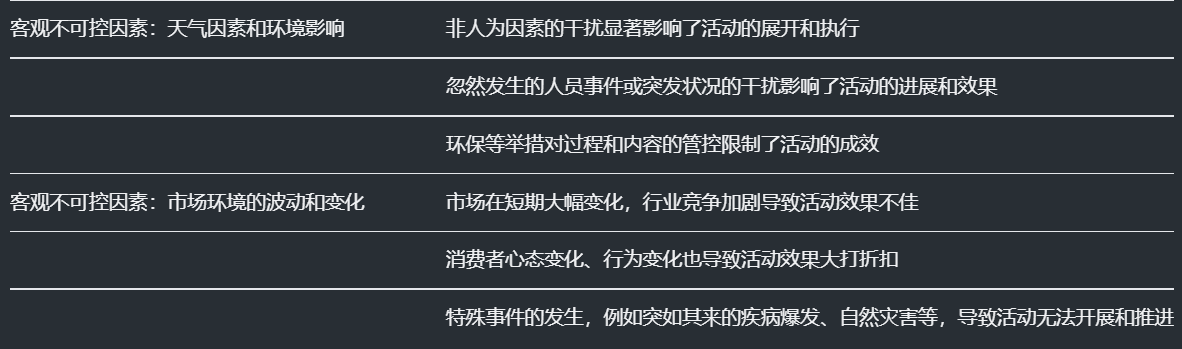 客观不可控因素：天气因素和环境影响 非人为因素的干扰显著影响了活动的展开和执行
忽然发生的人员事件或突发状况的干扰影响了活动的进展和效果
环保等举措对过程和内容的管控限制了活动的成效
客观不可控因素：市场环境的波动和变化 市场在短期大幅变化，行业竞争加剧导致活动效果不佳
消费者心态变化、行为变化也导致活动效果大打折扣
特殊事件的发生，例如突如其来的疾病爆发、自然灾害等，导致活动无法开展和推进